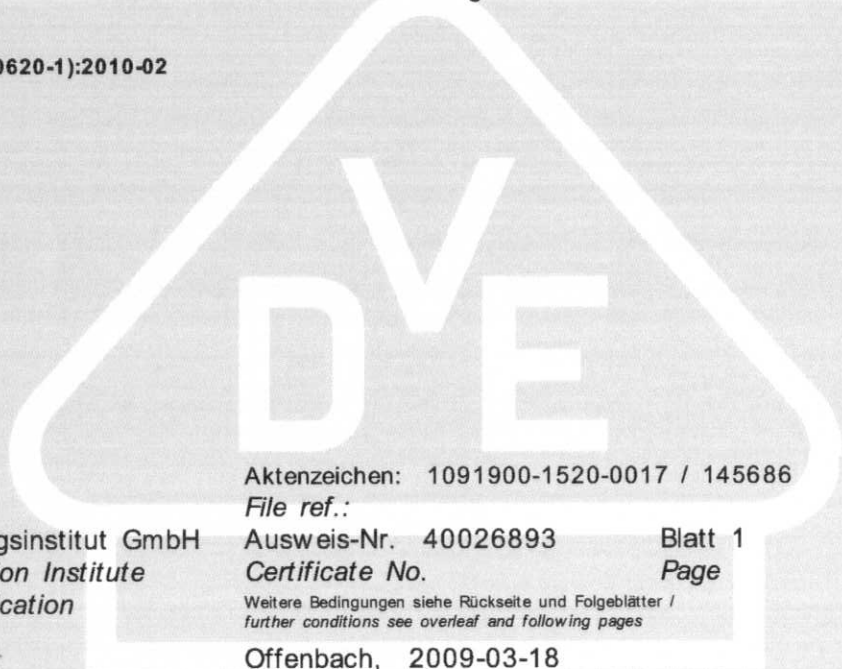 0620-1):2010-02
DVE
Aktenzeichen: 1091900-1520-0017 / 145686
File ref.:
gsinstitut GmbH Ausweis-Nr. 40026893 Blatt 1
on Institute Certificate No. Page
cation Weitere Bedingungen siehe Rückseite und Folgeblätter /
further conditions see overleaf and following pages
Offenbach, 2009-03-18